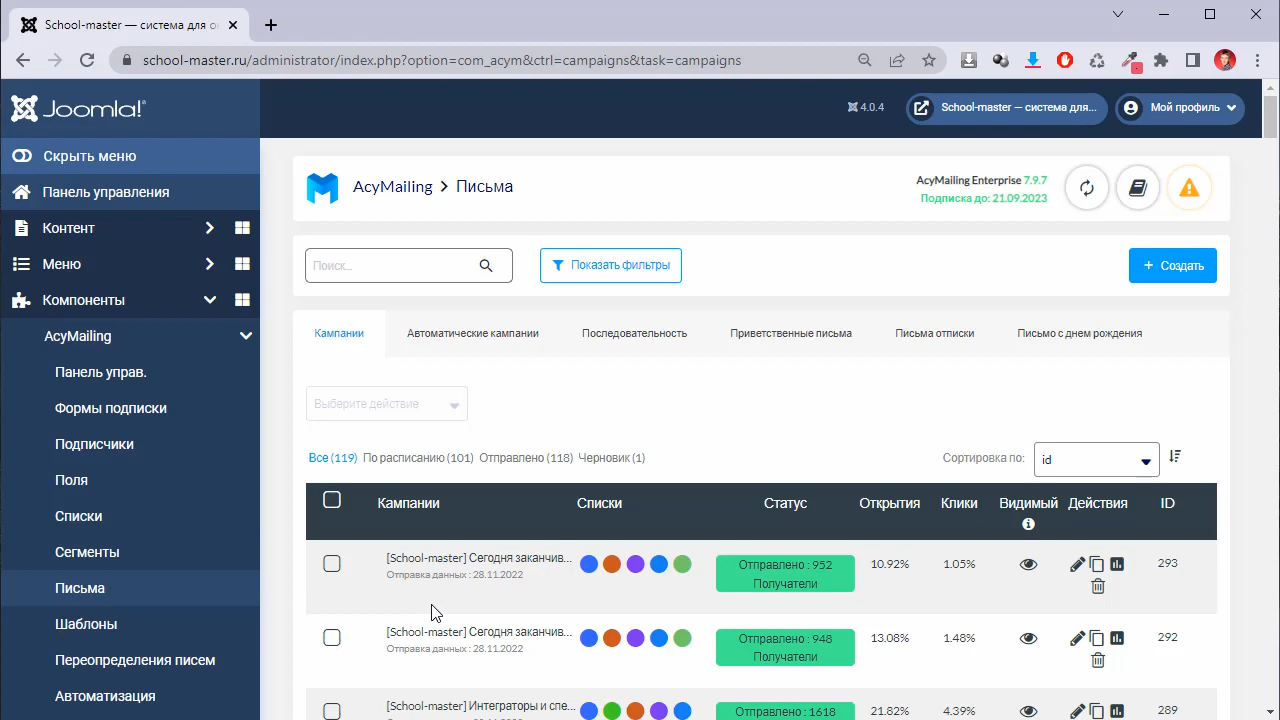 School-master — система для о
school-master.ru/administrator/index.php?option=com_acym&ctrl=campaigns&task=campaigns
Joomla!
4.0.4
School-master — система для...
Мой профиль
Скрыть меню
Панель управления
Контент
Меню
Компоненты
AcyMailing
Панель управ.
Формы подписки
Подписчики
Поля
Списки
Сегменты
Письма
Шаблоны
Переопределения писем
Автоматизация
AcyMailing > Письма
AcyMailing Enterprise 7.9.7
Подписка до: 21.09.2023
Поиск...
Показать фильтры
+ Создать
Кампании Автоматические кампании Последовательность Приветственные письма Письма отписки Письмо с днем рождения
Выберите действие
Все (119) По расписанию (101) Отправлено (118) Черновик (1)
Сортировка по: id
Кампании Списки Статус Открытия Клики Видимый Действия ID
[School-master] Сегодня заканчив...
Отправка данных : 28.11.2022
Отправлено : 952
Получатели
10.92% 1.05% 293
[School-master] Сегодня заканчив...
Отправка данных : 28.11.2022
Отправлено : 948
Получатели
13.08% 1.48% 292
[School-master] Интеграторы и спе...
Отправлено : 1618
21.82% 4.39% 289